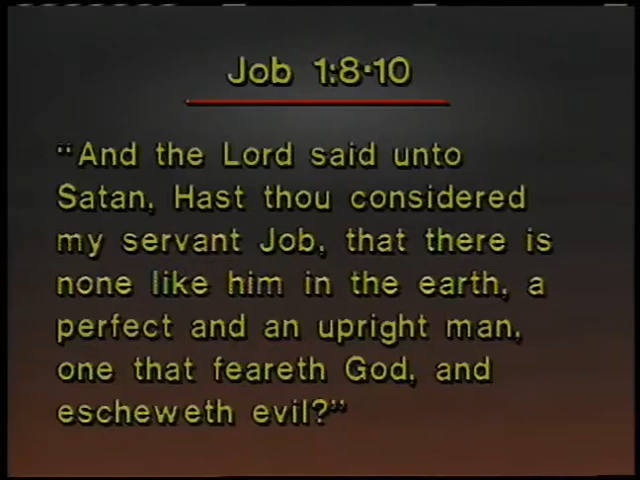 Job 1:8-10
"And the Lord said unto
Satan, Hast thou considered
my servant Job, that there is
none like him in the earth, a
perfect and an upright man,
one that feareth God, and
escheweth evil?"